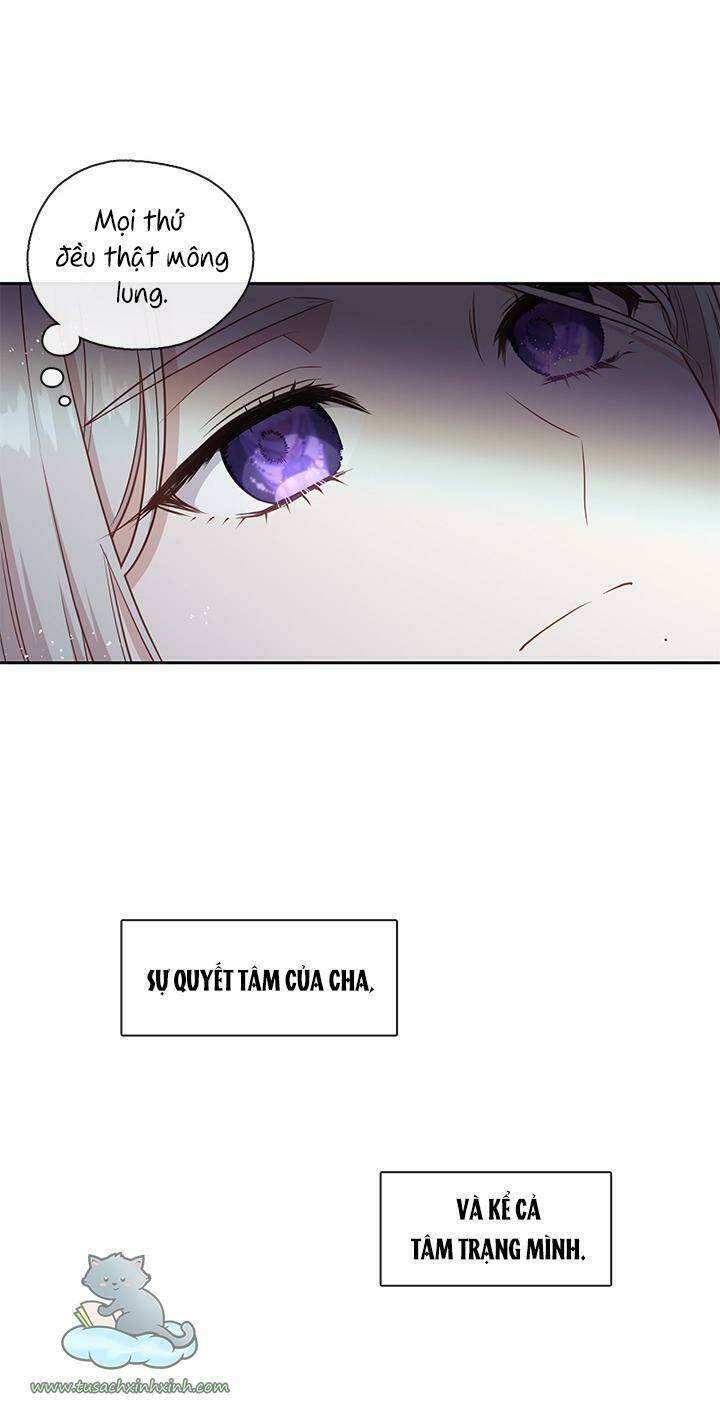 Mọi thứ
đều thật mông
lung.
SỰ QUYẾT TÂM CỦA CHA,
VÀ KỂ CẢ
TÂM TRẠNG MÌNH.
www.tusachxinhxinh.com